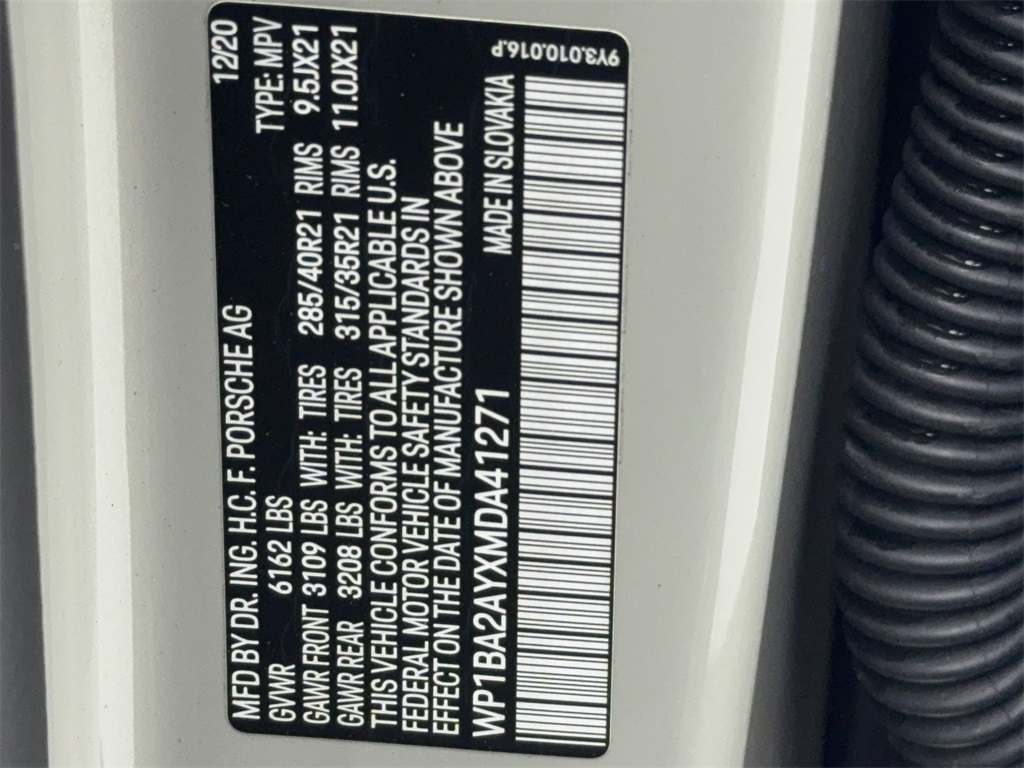 MFD BY DR. ING. H.C. F. PORSCHE AG 12/20
GVWR 6162 LBS TYPE: MPV
GAWR FRONT 3109 LBS WITH: TIRES 285/40R21 RIMS 9.5JX21
GAWR REAR 3208 LBS WITH: TIRES 315/35R21 RIMS 11.0JX21
THIS VEHICLE CONFORMS TO ALL APPLICABLE U.S.
FEDERAL MOTOR VEHICLE SAFETY STANDARDS IN
EFFECT ON THE DATE OF MANUFACTURE SHOWN ABOVE
WP1BA2AYXMDA41271 MADE IN SLOVAKIA
9Y3.010.016.P